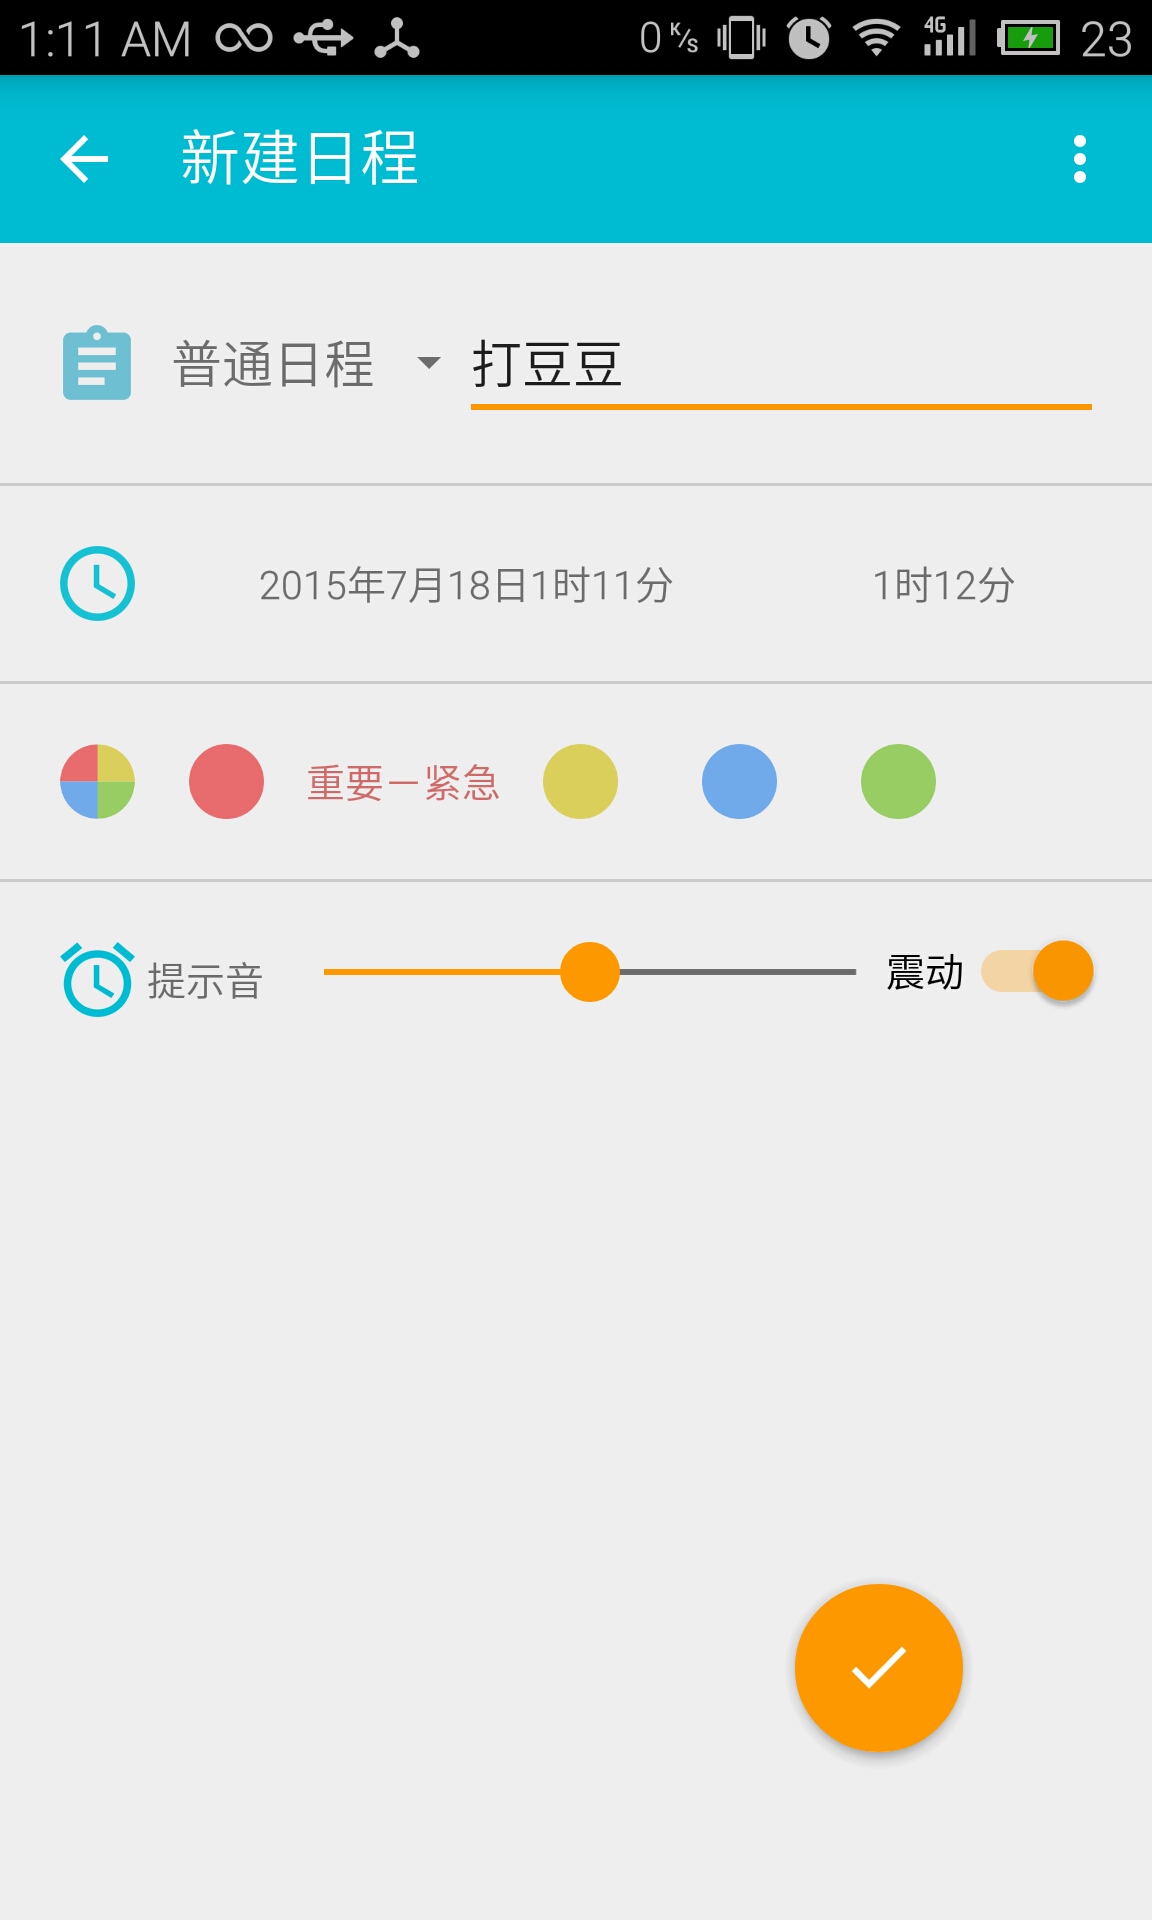 1:11 AM 0 K/s 4G 23
新建日程
普通日程 打豆豆
2015年7月18日1时11分 1时12分
重要－紧急
提示音 震动